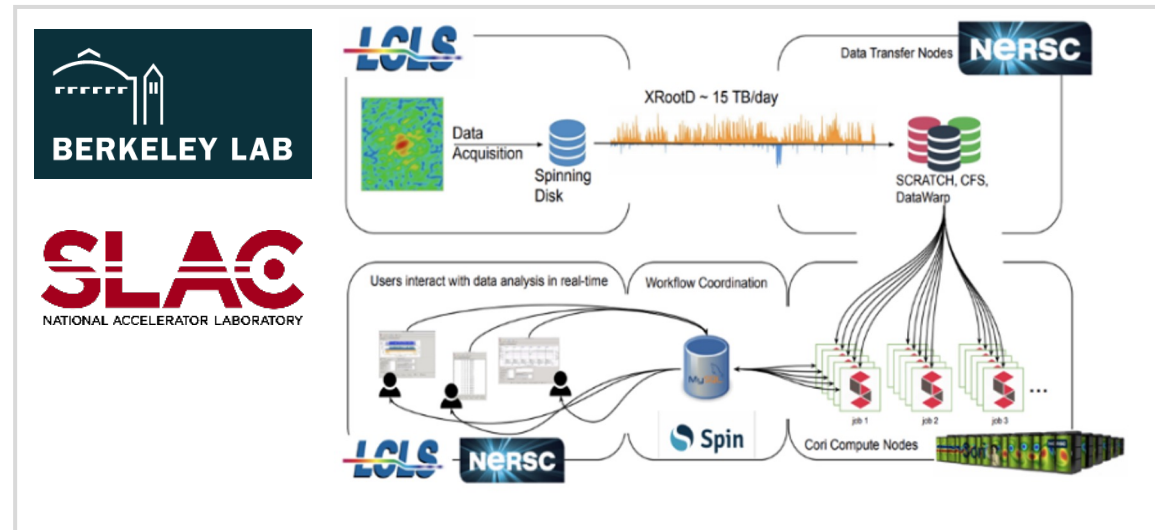 BERKELEY LAB
SLAC
NATIONAL ACCELERATOR LABORATORY
LCLS
Data Transfer Nodes
NERSC
XRootD ~ 15 TB/day
Data
Acquisition
Spinning
Disk
SCRATCH, CFS,
DataWarp
Users interact with data analysis in real-time
Workflow Coordination
MySQL
Spin
job 1
job 2
job 3
...
Cori Compute Nodes
Cori
LCLS
NERSC